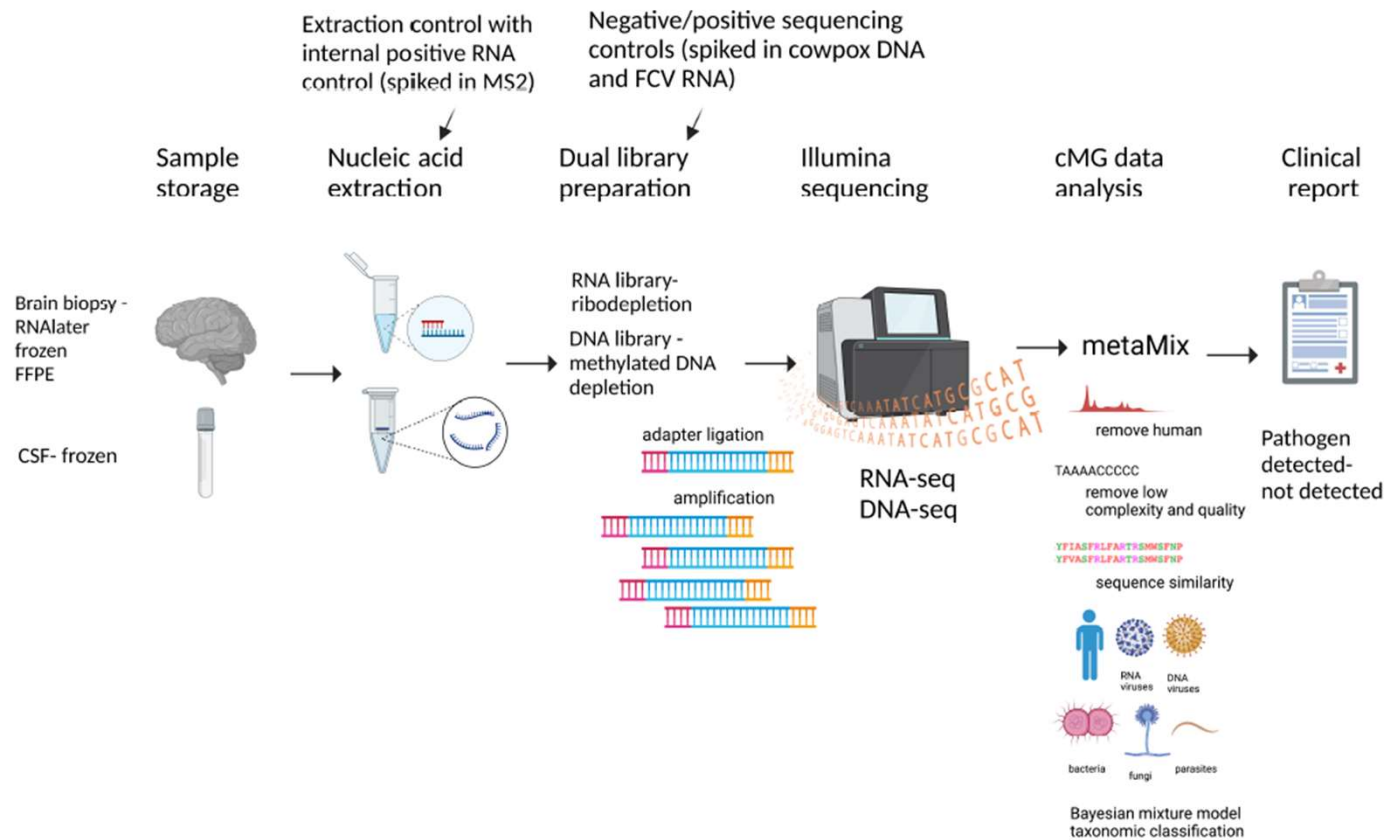 Extraction control with
internal positive RNA
control (spiked in MS2)
Negative/positive sequencing
controls (spiked in cowpox DNA
and FCV RNA)
Sample
storage
Nucleic acid
extraction
Dual library
preparation
Illumina
sequencing
cMG data
analysis
Clinical
report
Brain biopsy -
RNAlater
frozen
FFPE
CSF- frozen
RNA library-
ribodepletion
DNA library -
methylated DNA
depletion
adapter ligation
amplification
RNA-seq
DNA-seq
metaMix
remove human
TAAAACCCCC
remove low
complexity and quality
YFIASFRLFARTRSMWSFNP
YFVASFRLFARTRSMWSFNP
sequence similarity
RNA
viruses
DNA
viruses
bacteria
fungi
parasites
Bayesian mixture model
taxonomic classification
Pathogen
detected-
not detected